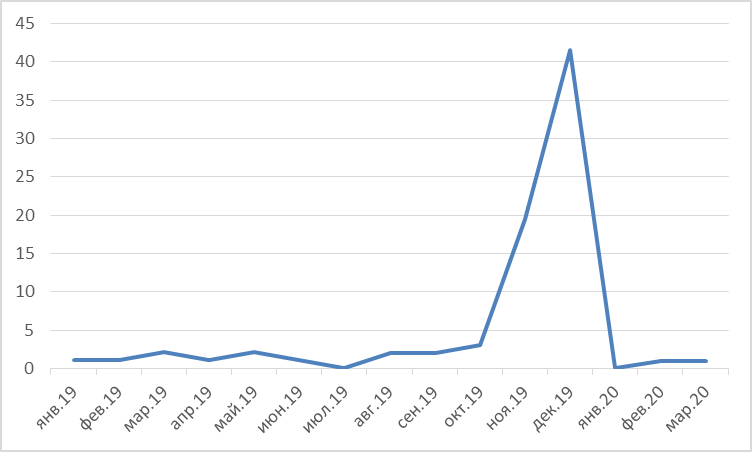 45
40
35
30
25
20
15
10
5
0
янв.19
фев.19
мар.19
апр.19
май.19
июн.19
июл.19
авг.19
сен.19
окт.19
ноя.19
дек.19
янв.20
фев.20
мар.20